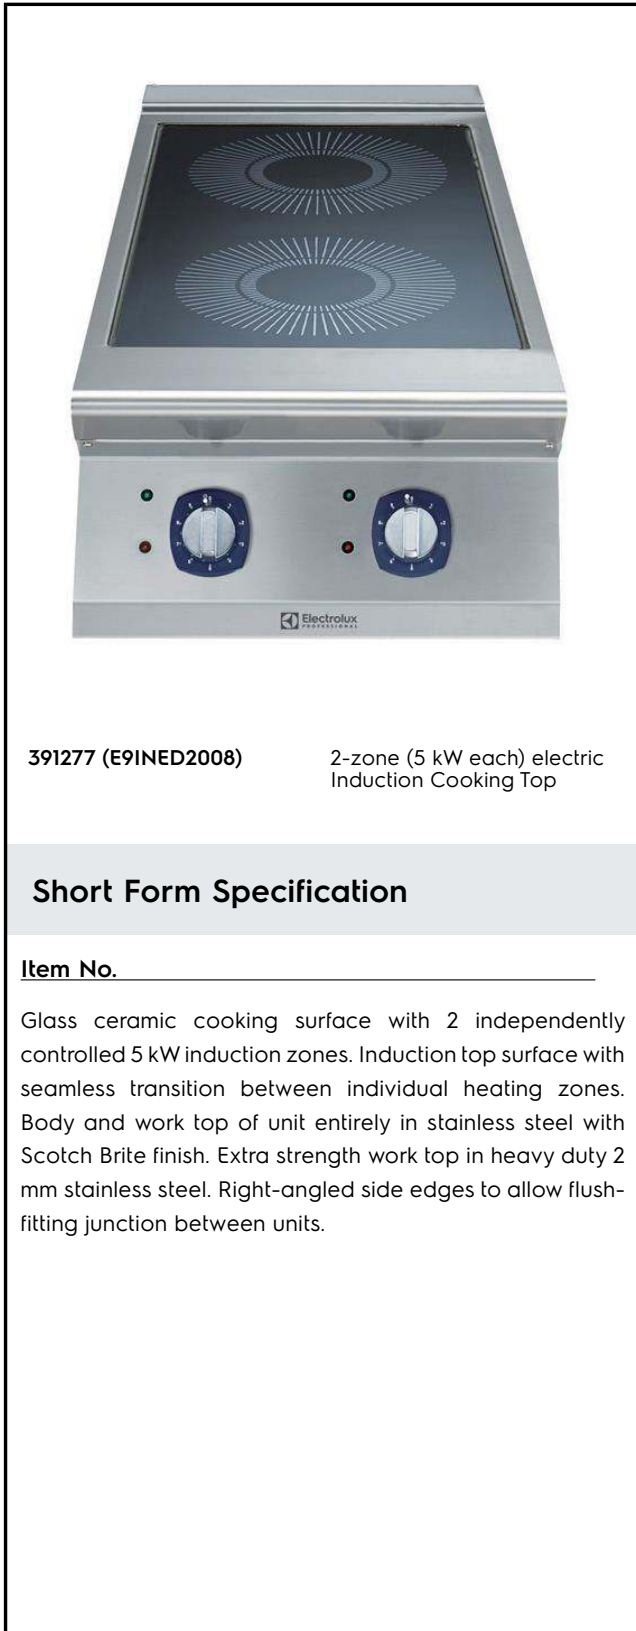 Electrolux
PROFESSIONAL
391277 (E9INED2008)
2-zone (5 kW each) electric
Induction Cooking Top
Short Form Specification
Item No.
Glass ceramic cooking surface with 2 independently
controlled 5 kW induction zones. Induction top surface with
seamless transition between individual heating zones.
Body and work top of unit entirely in stainless steel with
Scotch Brite finish. Extra strength work top in heavy duty 2
mm stainless steel. Right-angled side edges to allow flush-
fitting junction between units.